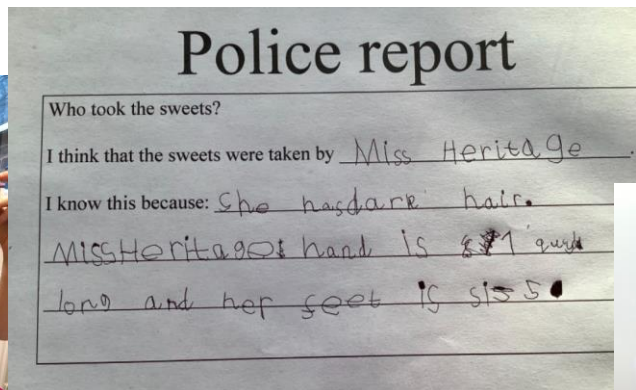 Police report
Who took the sweets?
I think that the sweets were taken by Miss Heritage.
I know this because: She hasdark hair.
MissHeritages hand is
long and her feet is sis 5